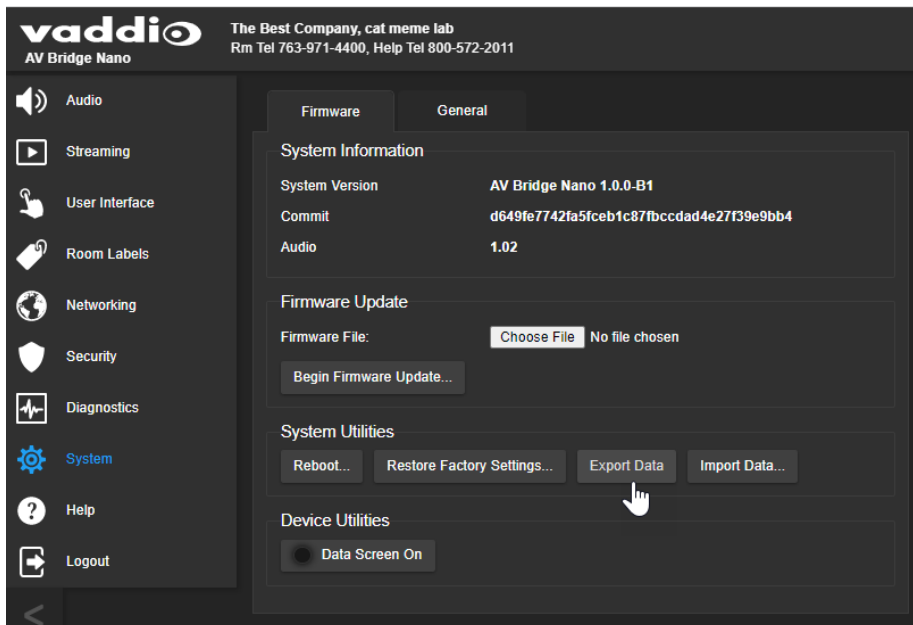 vaddio
AV Bridge Nano
The Best Company, cat meme lab
Rm Tel 763-971-4400, Help Tel 800-572-2011
Audio
Streaming
User Interface
Room Labels
Networking
Security
Diagnostics
System
Help
Logout
<
Firmware
General
System Information
System Version AV Bridge Nano 1.0.0-B1
Commit d649fe7742fa5fceb1c87fbccdad4e27f39e9bb4
Audio 1.02
Firmware Update
Firmware File: Choose File No file chosen
Begin Firmware Update...
System Utilities
Reboot... Restore Factory Settings... Export Data Import Data...
Device Utilities
Data Screen On